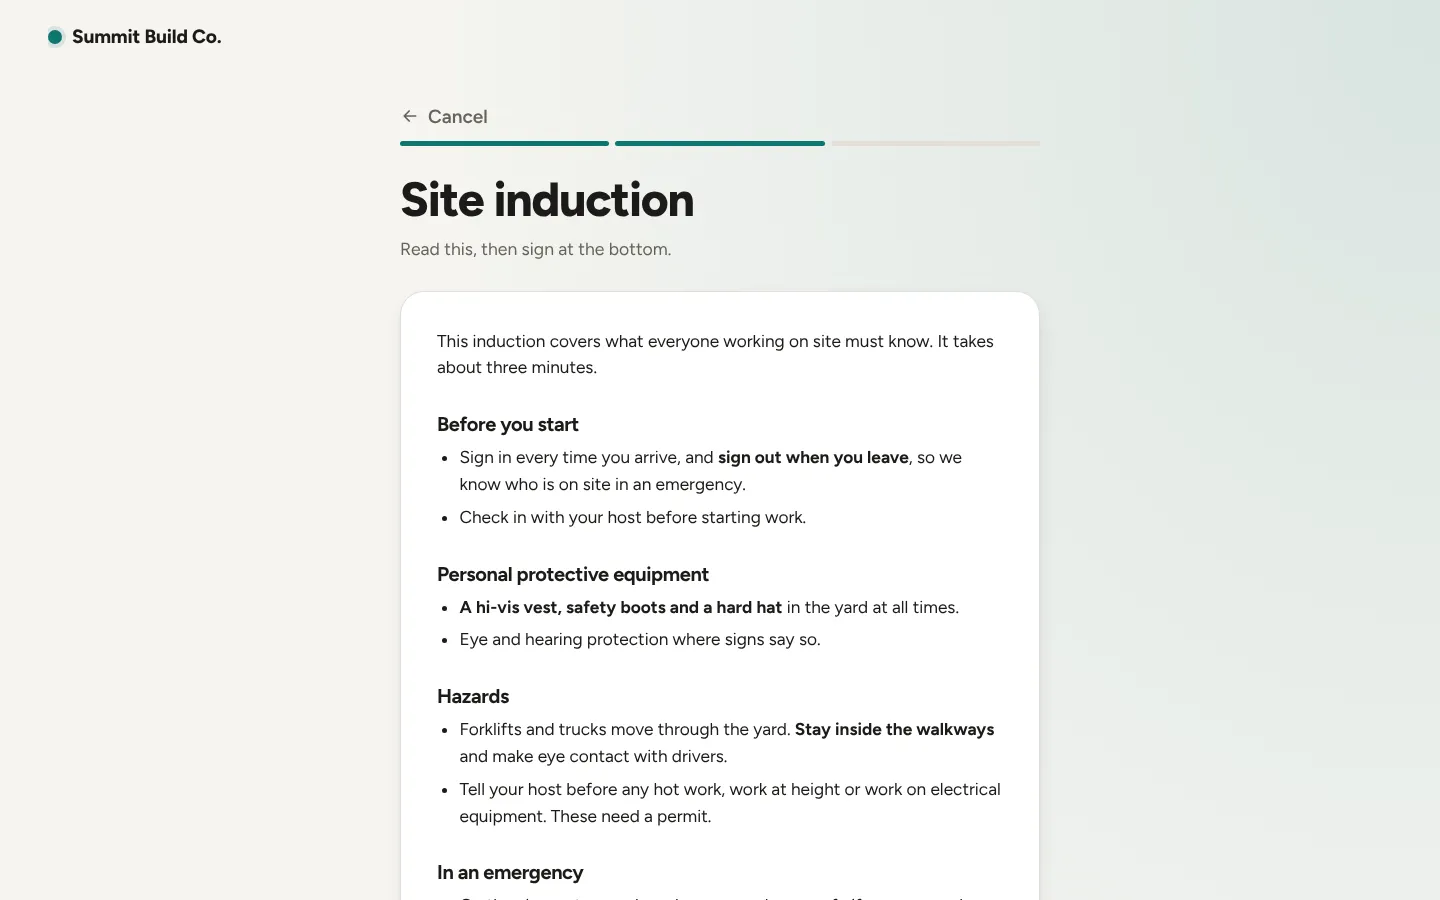 Summit Build Co.
← Cancel
Site induction
Read this, then sign at the bottom.
This induction covers what everyone working on site must know. It takes
about three minutes.
Before you start
• Sign in every time you arrive, and sign out when you leave, so we
know who is on site in an emergency.
• Check in with your host before starting work.
Personal protective equipment
• A hi-vis vest, safety boots and a hard hat in the yard at all times.
• Eye and hearing protection where signs say so.
Hazards
• Forklifts and trucks move through the yard. Stay inside the walkways
and make eye contact with drivers.
• Tell your host before any hot work, work at height or work on electrical
equipment. These need a permit.
In an emergency